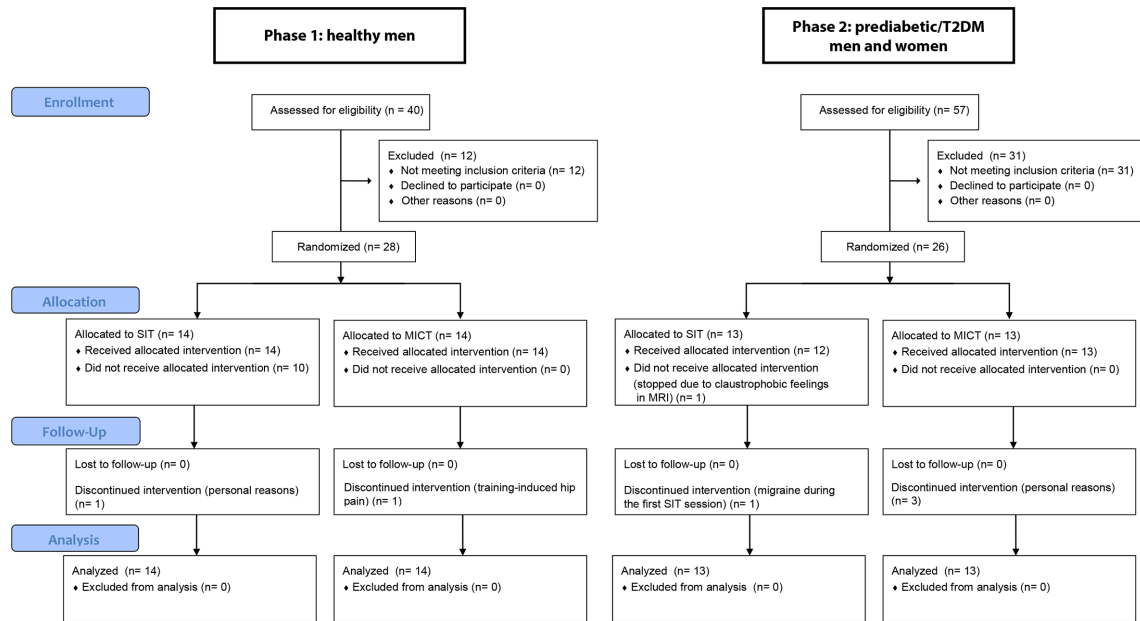 Phase 1: healthy men
Phase 2: prediabetic/T2DM
men and women
Enrollment
Assessed for eligibility (n = 40)
Assessed for eligibility (n= 57)
Excluded (n= 12)
♦ Not meeting inclusion criteria (n= 12)
♦ Declined to participate (n= 0)
♦ Other reasons (n= 0)
Excluded (n= 31)
♦ Not meeting inclusion criteria (n= 31)
♦ Declined to participate (n= 0)
♦ Other reasons (n= 0)
Randomized (n= 28)
Randomized (n= 26)
Allocation
Allocated to SIT (n= 14)
♦ Received allocated intervention (n= 14)
♦ Did not receive allocated intervention (n= 10)
Allocated to MICT (n= 14)
♦ Received allocated intervention (n= 14)
♦ Did not receive allocated intervention (n= 0)
Allocated to SIT (n= 13)
♦ Received allocated intervention (n= 12)
♦ Did not receive allocated intervention
(stopped due to claustrophobic feelings
in MRI) (n= 1)
Allocated to MICT (n= 13)
♦ Received allocated intervention (n= 13)
♦ Did not receive allocated intervention (n= 0)
Follow-Up
Lost to follow-up (n= 0)
Discontinued intervention (personal reasons)
(n= 1)
Lost to follow-up (n= 0)
Discontinued intervention (training-induced hip
pain) (n= 1)
Lost to follow-up (n= 0)
Discontinued intervention (migraine during
the first SIT session) (n= 1)
Lost to follow-up (n= 0)
Discontinued intervention (personal reasons) (
n= 3)
Analysis
Analyzed (n= 14)
♦ Excluded from analysis (n= 0)
Analyzed (n= 14)
♦ Excluded from analysis (n= 0)
Analyzed (n= 13)
♦ Excluded from analysis (n= 0)
Analyzed (n= 13)
♦ Excluded from analysis (n= 0)